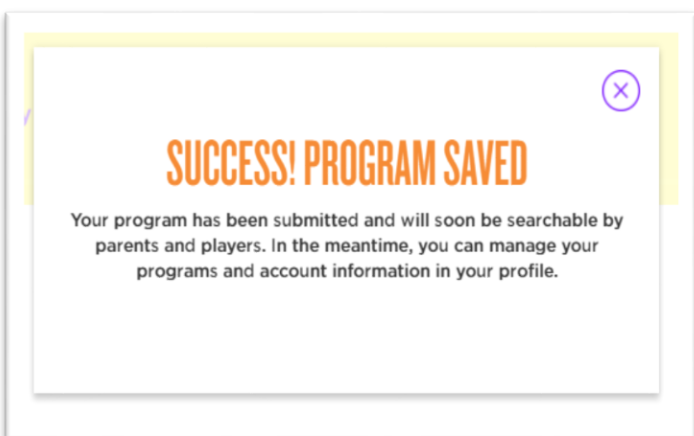 SUCCESS! PROGRAM SAVED
Your program has been submitted and will soon be searchable by
parents and players. In the meantime, you can manage your
programs and account information in your profile.